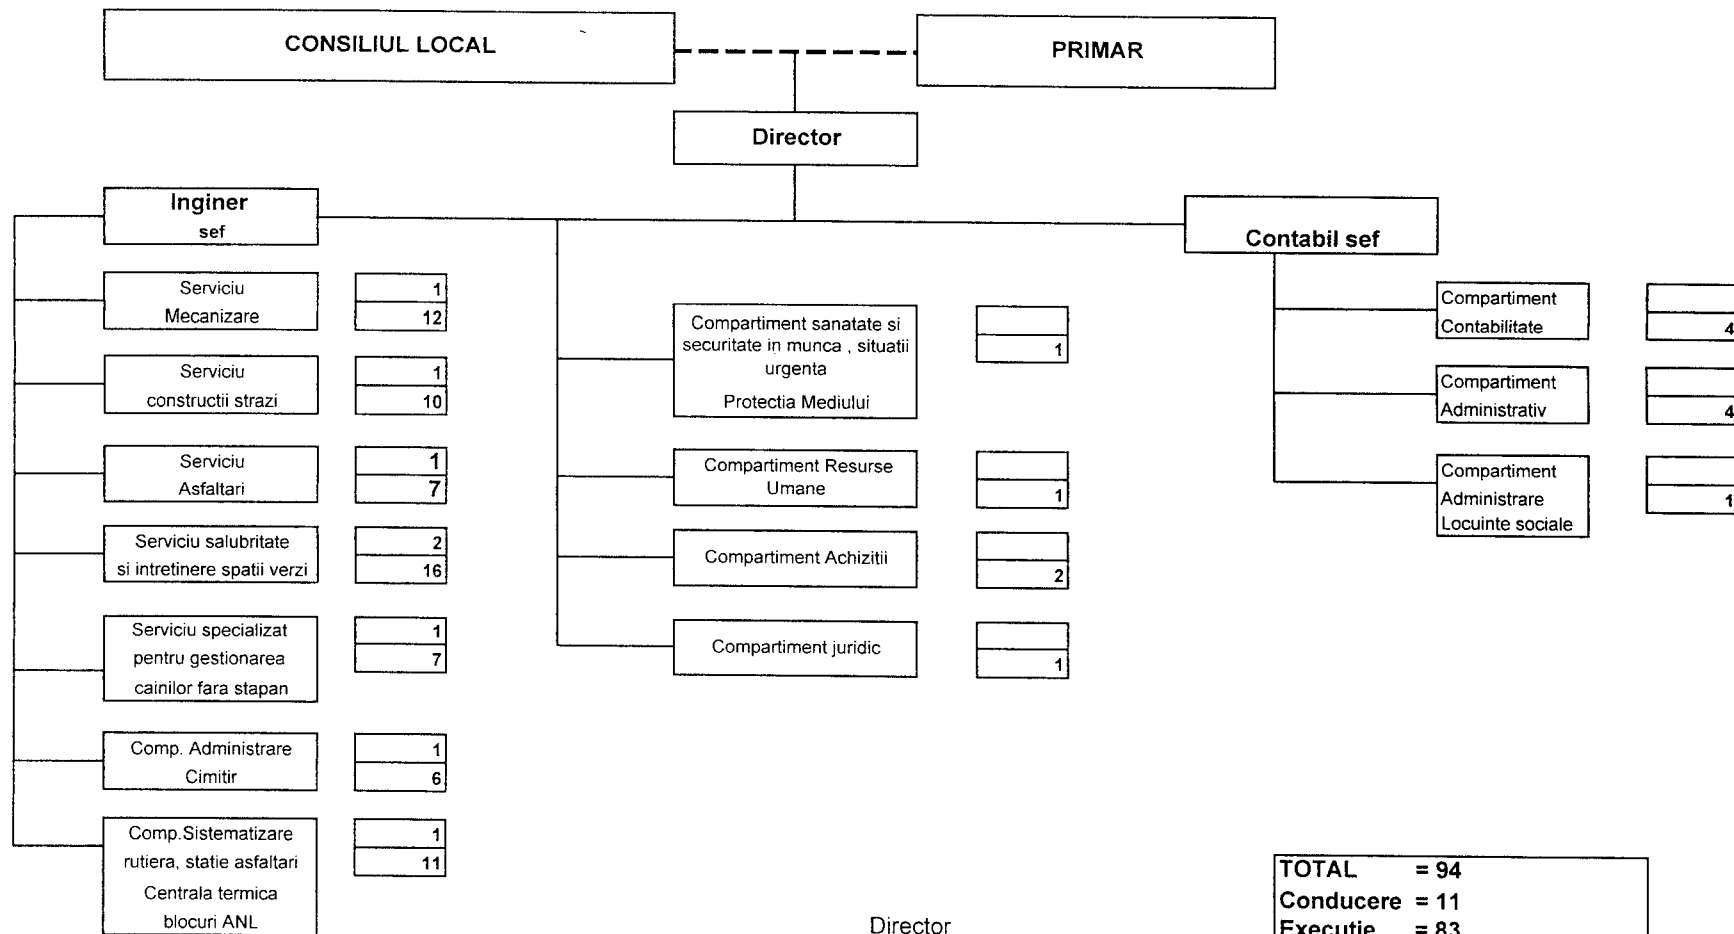 CONSILIUL LOCAL
PRIMAR
Director
Inginer
sef
Serviciu
Mecanizare
1
12
Serviciu
constructii strazi
1
10
Serviciu
Asfaltari
1
7
Serviciu salubritate
si intretinere spatii verzi
2
16
Serviciu specializat
pentru gestionarea
cainilor fara stapan
1
7
Comp. Administrare
Cimitir
1
6
Comp.Sistematizare
rutiera, statie asfaltari
Centrala termica
blocuri ANL
1
11
Compartiment sanatate si
securitate in munca , situatii
urgenta
Protectia Mediului
1
Compartiment Resurse
Umane
1
Compartiment Achizitii
2
Compartiment juridic
1
Contabil sef
Compartiment
Contabilitate
4
Compartiment
Administrativ
4
Compartiment
Administrare
Locuinte sociale
1
Director
TOTAL = 94
Conducere = 11
Executie = 83